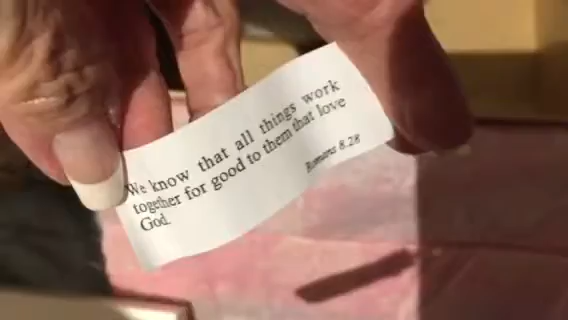 We know that all things work
together for good to them that love
God.
Romans 8.28